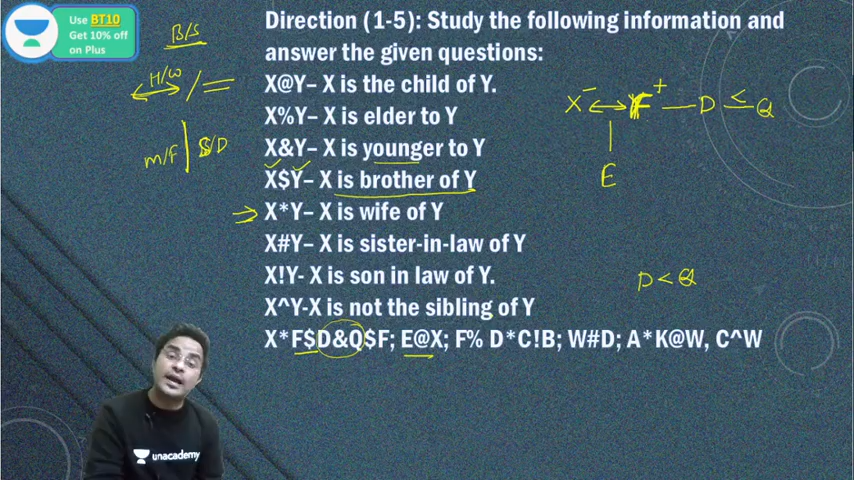 Use BT10
Get 10% off
on Plus
Direction (1-5): Study the following information and
answer the given questions:
X@Y– X is the child of Y.
X%Y– X is elder to Y
X&Y– X is younger to Y
X$Y– X is brother of Y
X*Y– X is wife of Y
X#Y– X is sister-in-law of Y
X!Y- X is son in law of Y.
X^Y-X is not the sibling of Y
X*F$D&Q$F; E@X; F% D*C!B; W#D; A*K@W, C^W
B/S
H/W
M/F S/D
X - F + D < Q
E
D < Q
unacademy